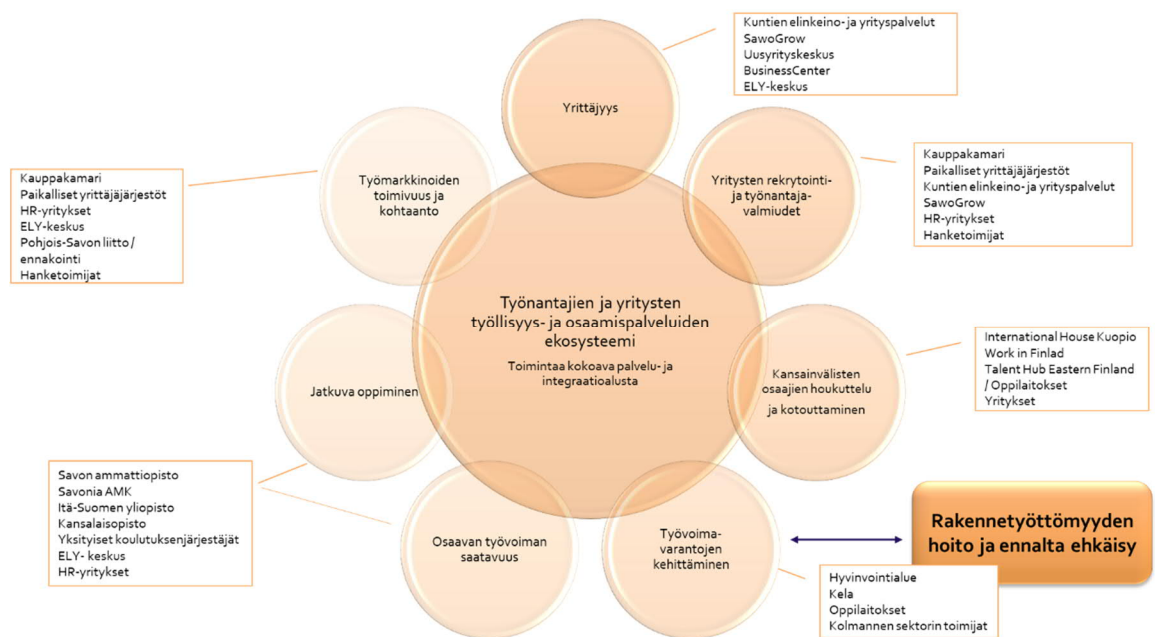 Kuntien elinkeino- ja yrityspalvelut
SawoGrow
Uusyrityskeskus
BusinessCenter
ELY-keskus
Yrittäjyys
Kauppakamari
Paikalliset yrittäjäjärjestöt
HR-yritykset
ELY-keskus
Pohjois-Savon liitto /
ennakointi
Hanketoimijat
Työmarkkinoiden
toimivuus ja
kohtaanto
Yritysten rekrytointi-
ja työnantaja-
valmiudet
Kauppakamari
Paikalliset yrittäjäjärjestöt
Kuntien elinkeino- ja yrityspalvelut
SawoGrow
HR-yritykset
Hanketoimijat
Työnantajien ja yritysten
työllisyys- ja osaamispalveluiden
ekosysteemi
Toimintaa kokoava palvelu- ja
integraatioalusta
Jatkuva oppiminen
Kansainvälisten
osaajien houkuttelu
ja kotouttaminen
International House Kuopio
Work in Finlad
Talent Hub Eastern Finland
/ Oppilaitokset
Yritykset
Savon ammattiopisto
Savonia AMK
Itä-Suomen yliopisto
Kansalaisopisto
Yksityiset koulutuksenjärjestäjät
ELY- keskus
HR-yritykset
Osaavan työvoiman
saatavuus
Työvoima-
varantojen
kehittäminen
Rakennetyöttömyyden
hoito ja ennalta ehkäisy
Hyvinvointialue
Kela
Oppilaitokset
Kolmannen sektorin toimijat